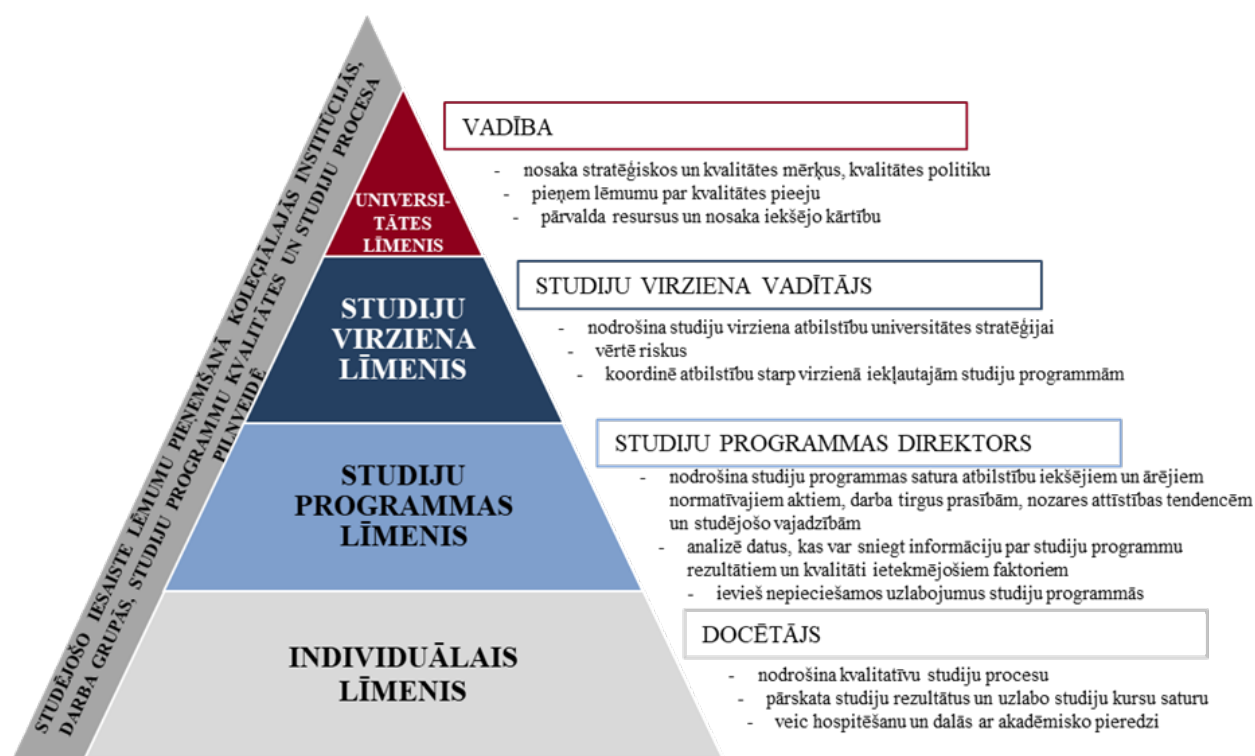 STUDĒJOŠO IESAISTE LĒMUMU PIEŅEMŠANĀ KOLEĢIĀLAJĀS INSTITŪCIJĀS,
DARBA GRUPĀS, STUDIJU PROGRAMMU KVALITĀTES UN STUDIJU PROCESA
PILNVEIDĒ
UNIVERSI-
TĀTES
LĪMENIS
VADĪBA
- nosaka stratēģiskos un kvalitātes mērķus, kvalitātes politiku
- pieņem lēmumu par kvalitātes pieeju
- pārvalda resursus un nosaka iekšējo kārtību
STUDIJU
VIRZIENA
LĪMENIS
STUDIJU VIRZIENA VADĪTĀJS
- nodrošina studiju virziena atbilstību universitātes stratēģijai
- vērtē riskus
- koordinē atbilstību starp virzienā iekļautajām studiju programmām
STUDIJU
PROGRAMMAS
LĪMENIS
STUDIJU PROGRAMMAS DIREKTORS
- nodrošina studiju programmas satura atbilstību iekšējiem un ārējiem
normatīvajiem aktiem, darba tirgus prasībām, nozares attīstības tendencēm
un studējošo vajadzībām
- analizē datus, kas var sniegt informāciju par studiju programmu
rezultātiem un kvalitāti ietekmējošiem faktoriem
- ievieš nepieciešamos uzlabojumus studiju programmās
INDIVIDUĀLAIS
LĪMENIS
DOCĒTĀJS
- nodrošina kvalitatīvu studiju procesu
- pārskata studiju rezultātus un uzlabo studiju kursu saturu
- veic hospitēšanu un dalās ar akadēmisko pieredzi